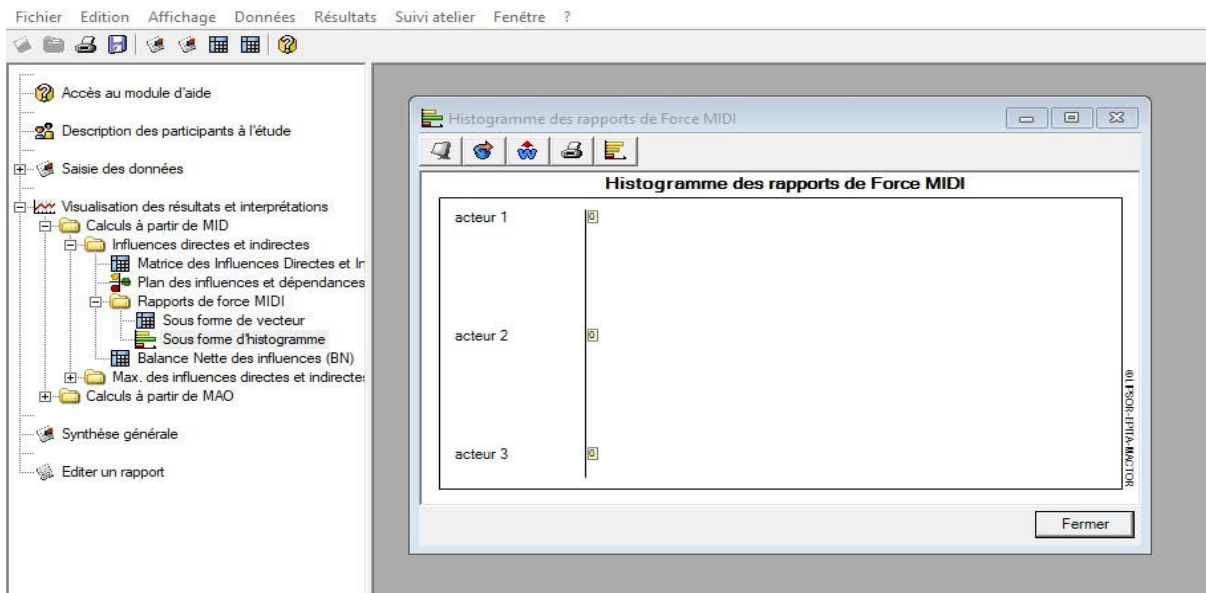 Fichier Edition Affichage Données Résultats Suivi atelier Fenêtre ?
Accès au module d'aide
Description des participants à l'étude
Saisie des données
Visualisation des résultats et interprétations
Calculs à partir de MID
Influences directes et indirectes
Matrice des Influences Directes et Ir
Plan des influences et dépendances
Rapports de force MIDI
Sous forme de vecteur
Sous forme d'histogramme
Balance Nette des influences (BN)
Max. des influences directes et indirectes
Calculs à partir de MAO
Synthèse générale
Editer un rapport
Histogramme des rapports de Force MIDI
Histogramme des rapports de Force MIDI
acteur 1 0
acteur 2 0
acteur 3 0
©LIPSOR-EPITA-MACTOR
Fermer